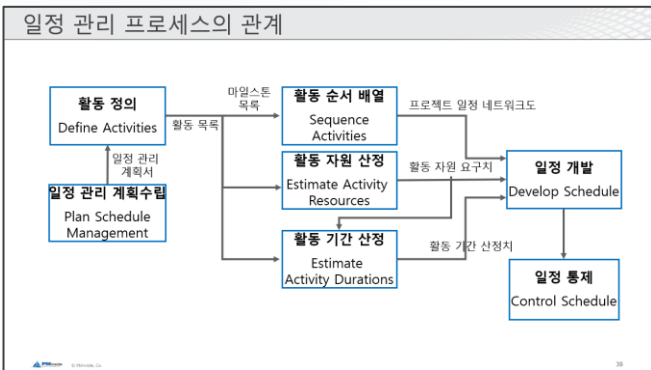 일정 관리 프로세스의 관계
활동 정의
Define Activities
일정 관리
계획서
일정 관리 계획수립
Plan Schedule
Management
활동 목록
마일스톤
목록
활동 순서 배열
Sequence
Activities
활동 자원 산정
Estimate Activity
Resources
활동 기간 산정
Estimate
Activity Durations
프로젝트 일정 네트워크도
활동 자원 요구치
활동 기간 산정치
일정 개발
Develop Schedule
일정 통제
Control Schedule
39